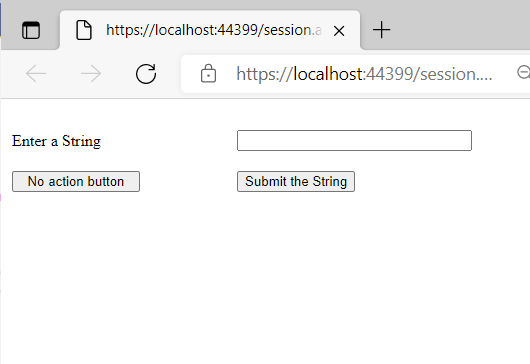 https://localhost:44399/session.a
https://localhost:44399/session....
Enter a String
No action button
Submit the String